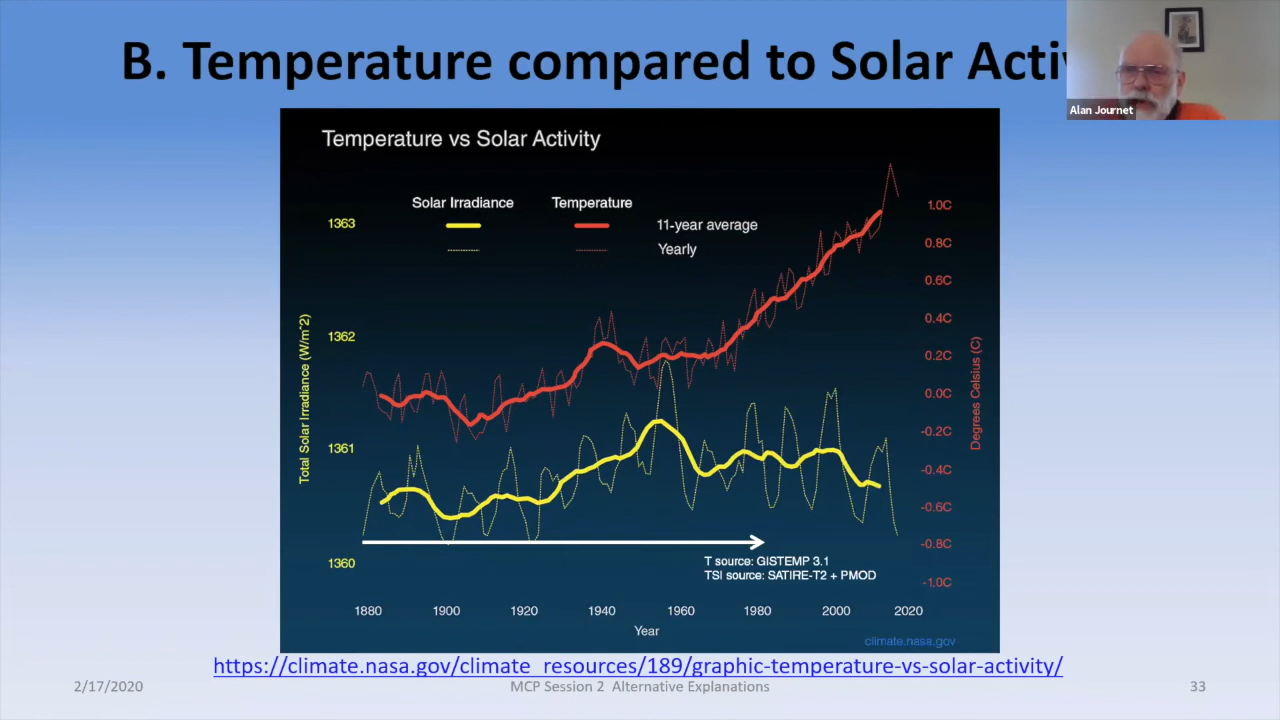 B. Temperature compared to Solar Activ
Alan Journet
Temperature vs Solar Activity
Solar Irradiance Temperature
11-year average
Yearly
Total Solar Irradiance (W/m^2)
1363
1362
1361
1360
1.0C
0.8C
0.6C
0.4C
0.2C
0.0C
-0.2C
-0.4C
-0.6C
-0.8C
-1.0C
Degrees Celsius (C)
T source: GISTEMP 3.1
TSI source: SATIRE-T2 + PMOD
1880 1900 1920 1940 1960 1980 2000 2020
Year
climate.nasa.gov
https://climate.nasa.gov/climate_resources/189/graphic-temperature-vs-solar-activity/
2/17/2020 MCP Session 2 Alternative Explanations 33